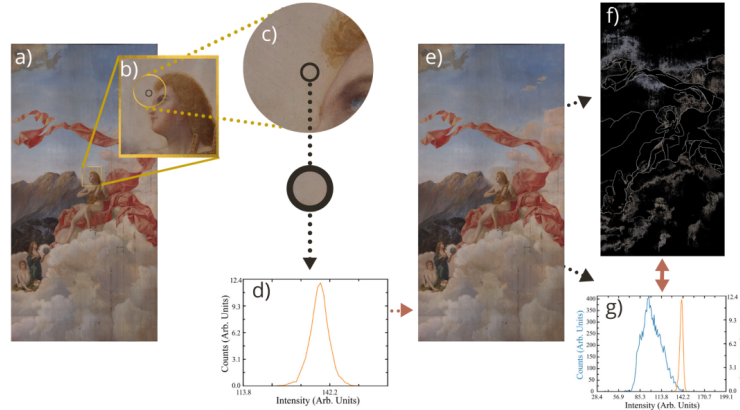 a)
b)
c)
d)
12.4
9.3
6.2
3.1
0.0
Counts (Arb. Units)
113.8
142.2
Intensity (Arb. Units)
e)
f)
g)
400
350
300
250
200
150
100
50
0
Counts (Arb. Units)
12.4
9.3
6.2
3.1
0.0
28.4
56.9
85.3
113.8
142.2
170.7
199.1
Intensity (Arb. Units)